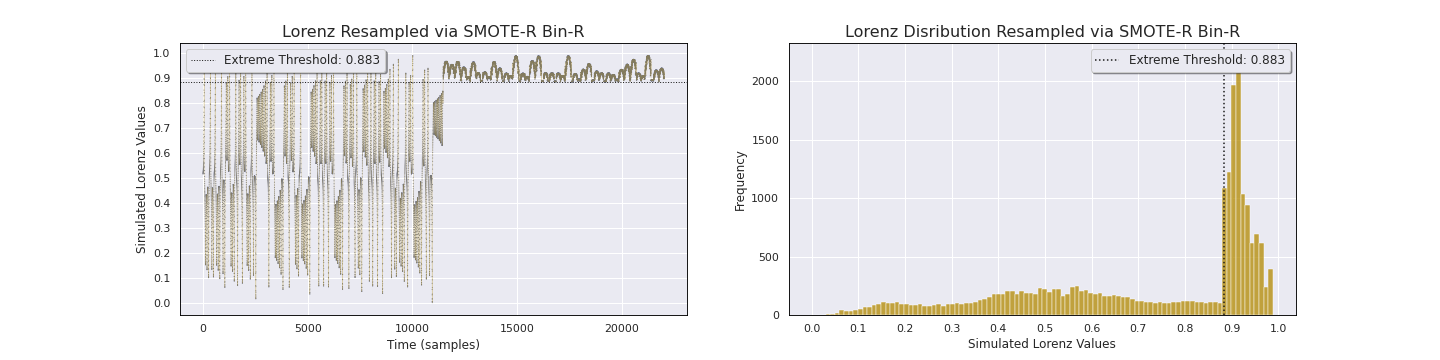 Lorenz Resampled via SMOTE-R Bin-R
Extreme Threshold: 0.883
Simulated Lorenz Values
1.0
0.9
0.8
0.7
0.6
0.5
0.4
0.3
0.2
0.1
0.0
0 5000 10000 15000 20000
Time (samples)
Lorenz Disribution Resampled via SMOTE-R Bin-R
Extreme Threshold: 0.883
Frequency
2000
1500
1000
500
0
0.0 0.1 0.2 0.3 0.4 0.5 0.6 0.7 0.8 0.9 1.0
Simulated Lorenz Values